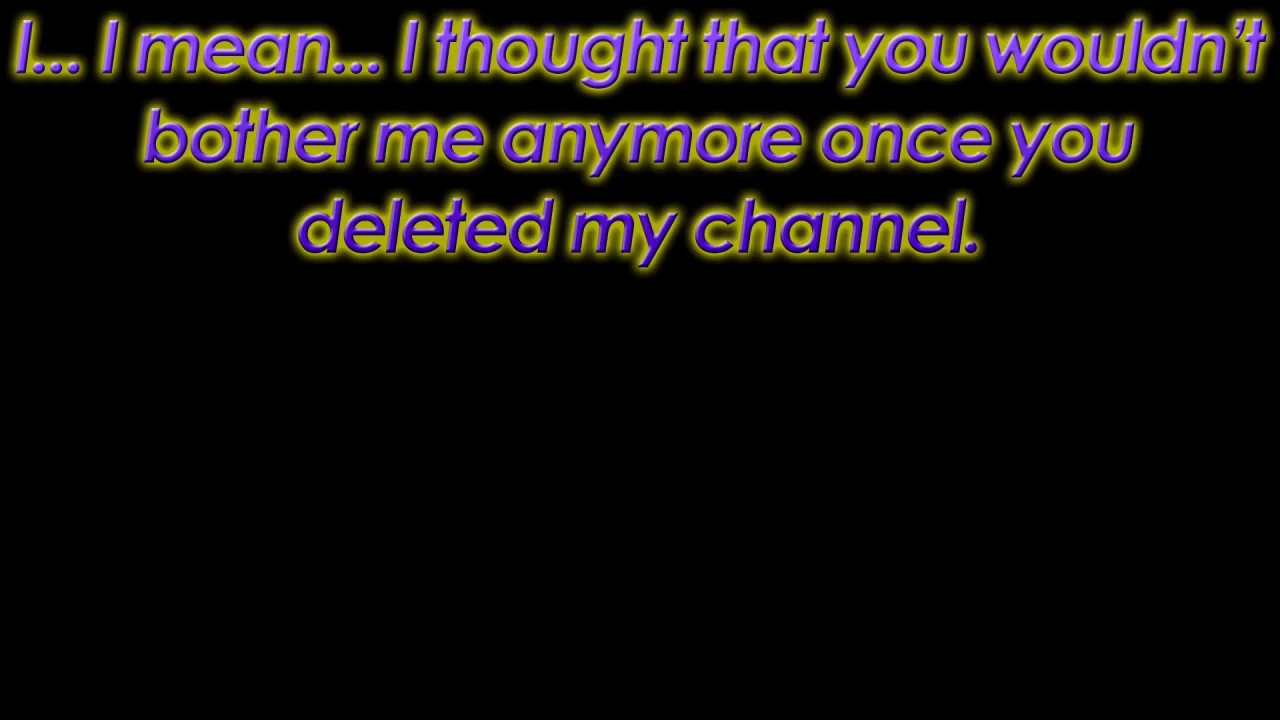 I... I mean... I thought that you wouldn't
bother me anymore once you
deleted my channel.